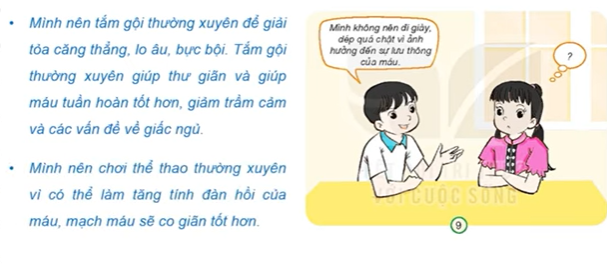 • Mình nên tắm gội thường xuyên để giải
tỏa căng thẳng, lo âu, bực bội. Tắm gội
thường xuyên giúp thư giãn và giúp
máu tuần hoàn tốt hơn, giảm trầm cảm
và các vấn đề về giấc ngủ.
• Mình nên chơi thể thao thường xuyên
vì có thể làm tăng tính đàn hồi của
máu, mạch máu sẽ co giãn tốt hơn.
Mình không nên đi giày,
dép quá chật vì ảnh
hưởng đến sự lưu thông
của máu.
?
VỚI CUỘC SỐNG
9